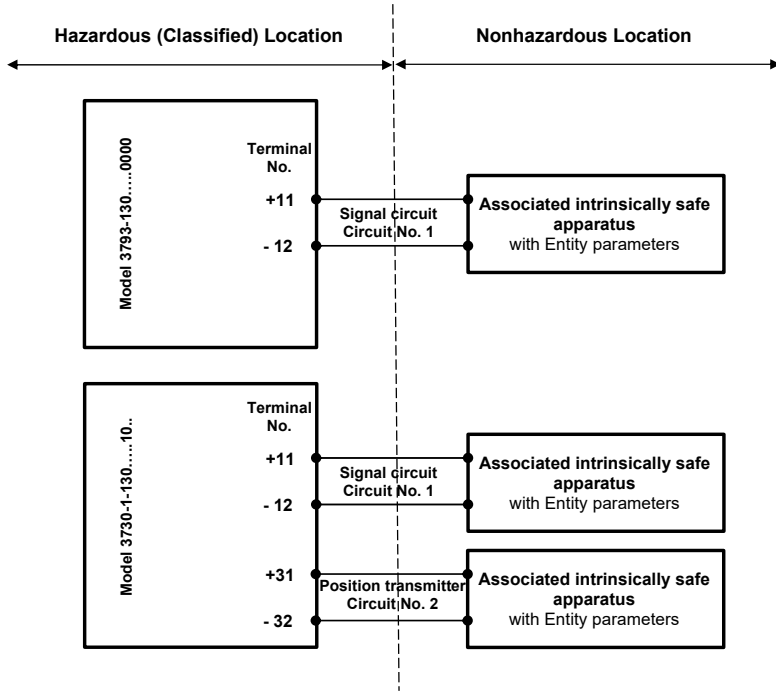 Hazardous (Classified) Location
Nonhazardous Location
Model 3793-130.....0000
Terminal
No.
+11
- 12
Signal circuit
Circuit No. 1
Associated intrinsically safe
apparatus
with Entity parameters
Model 3730-1-130.....10..
Terminal
No.
+11
- 12
+31
- 32
Signal circuit
Circuit No. 1
Position transmitter
Circuit No. 2
Associated intrinsically safe
apparatus
with Entity parameters
Associated intrinsically safe
apparatus
with Entity parameters